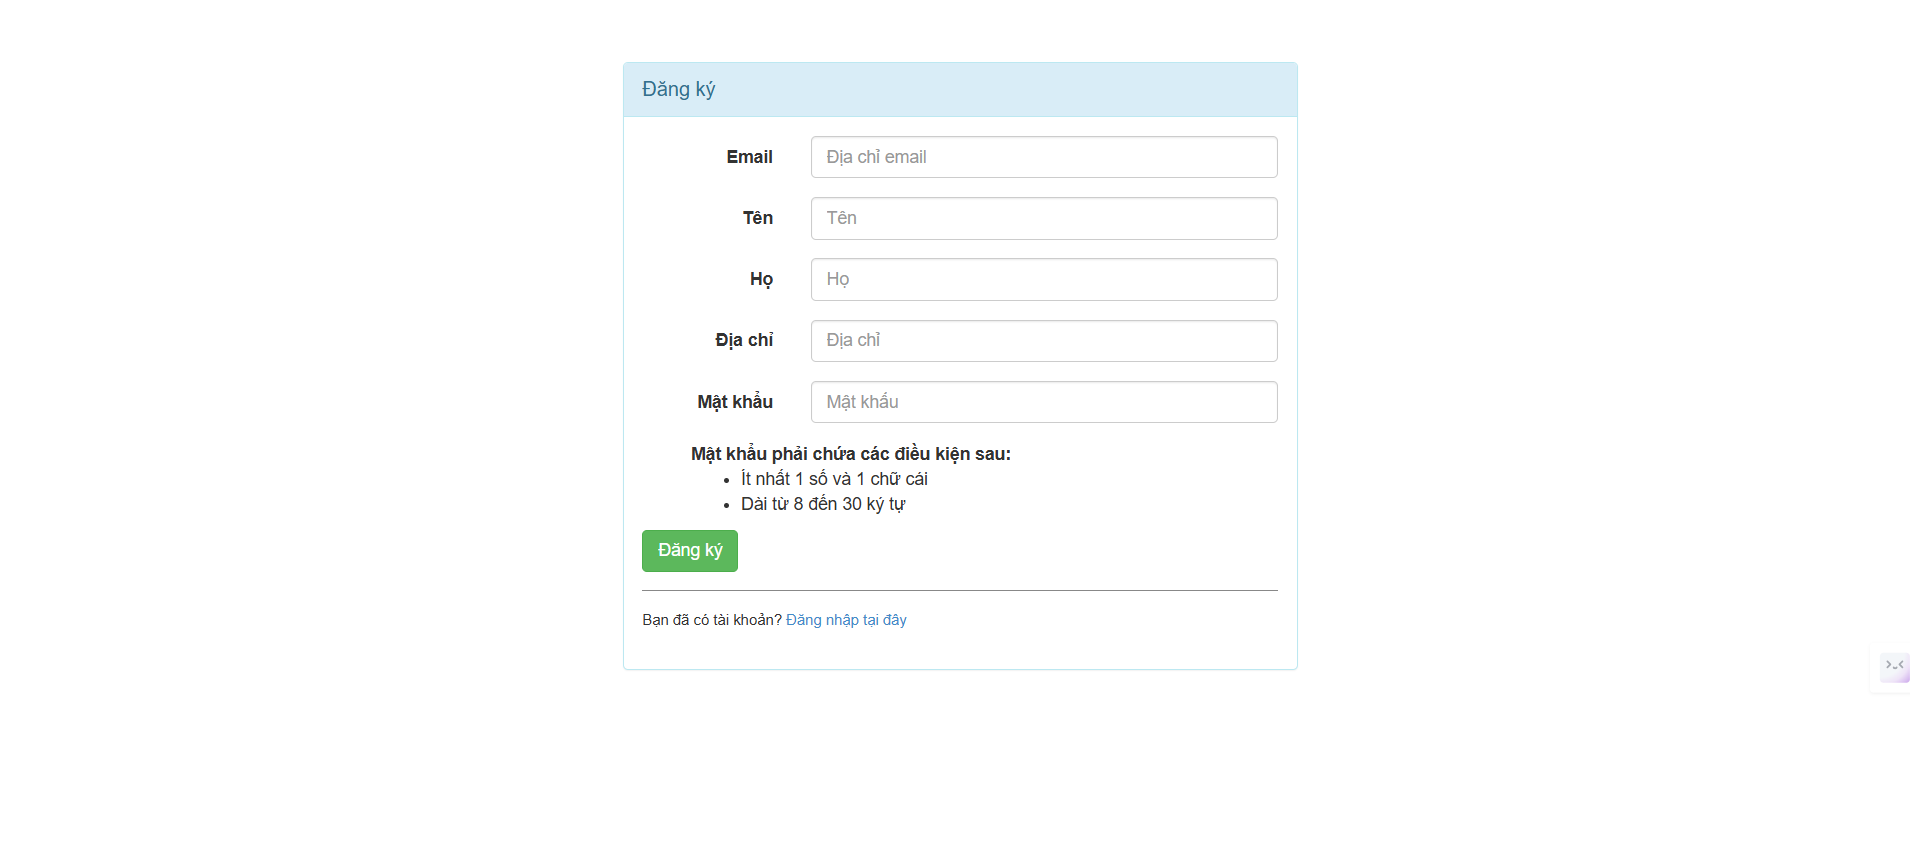 Đăng ký
Email Địa chỉ email
Tên Tên
Họ Họ
Địa chỉ Địa chỉ
Mật khẩu Mật khẩu
Mật khẩu phải chứa các điều kiện sau:
• Ít nhất 1 số và 1 chữ cái
• Dài từ 8 đến 30 ký tự
Đăng ký
Bạn đã có tài khoản? Đăng nhập tại đây